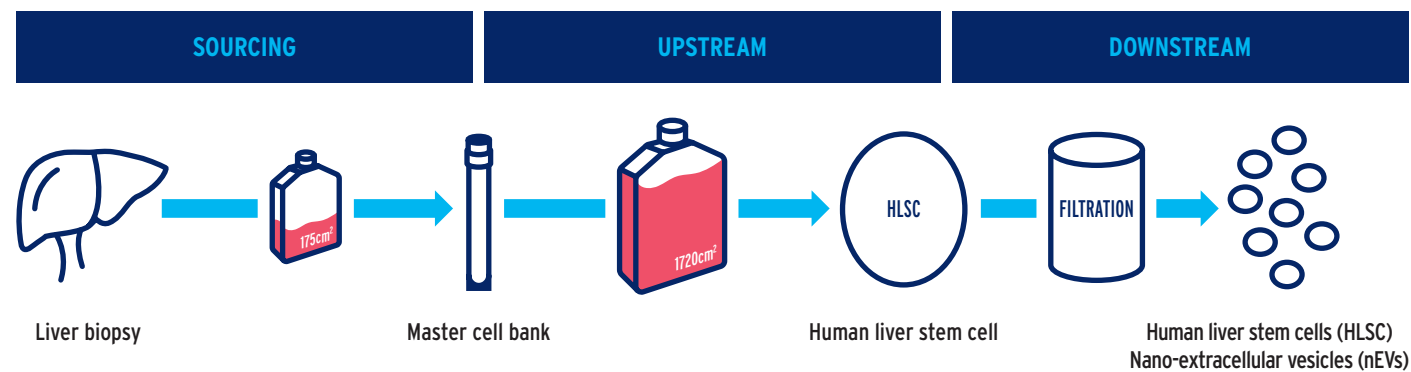 SOURCING
UPSTREAM
DOWNSTREAM
175cm²
1720cm²
HLSC
FILTRATION
Liver biopsy
Master cell bank
Human liver stem cell
Human liver stem cells (HLSC)
Nano-extracellular vesicles (nEVs)